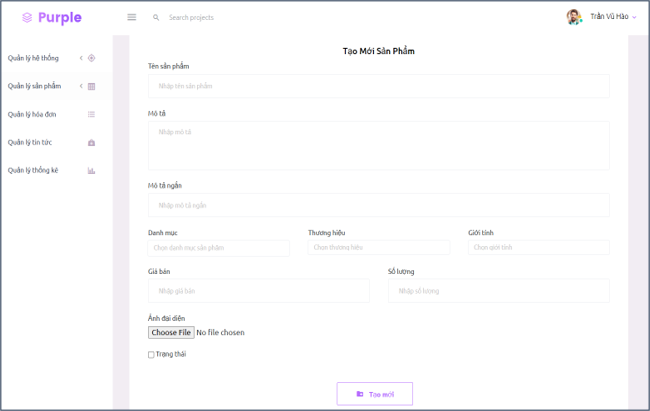 Purple
Search projects
Trần Vũ Hào
Quản lý hệ thống
Quản lý sản phẩm
Quản lý hóa đơn
Quản lý tin tức
Quản lý thống kê
Tạo Mới Sản Phẩm
Tên sản phẩm
Nhập tên sản phẩm
Mô tả
Nhập mô tả
Mô tả ngắn
Nhập mô tả ngắn
Danh mục Thương hiệu Giới tính
Chọn danh mục sản phẩm Chọn thương hiệu Chọn giới tính
Giá bán Số lượng
Nhập giá bán Nhập số lượng
Ảnh đại diện
Choose File No file chosen
Trạng thái
Tạo mới